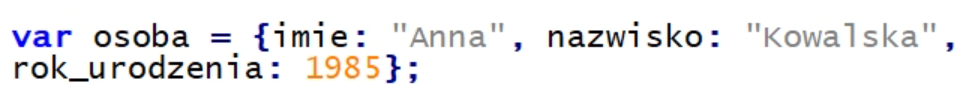 var osoba = {imie: "Anna", nazwisko: "Kowalska",
rok_urodzenia: 1985};